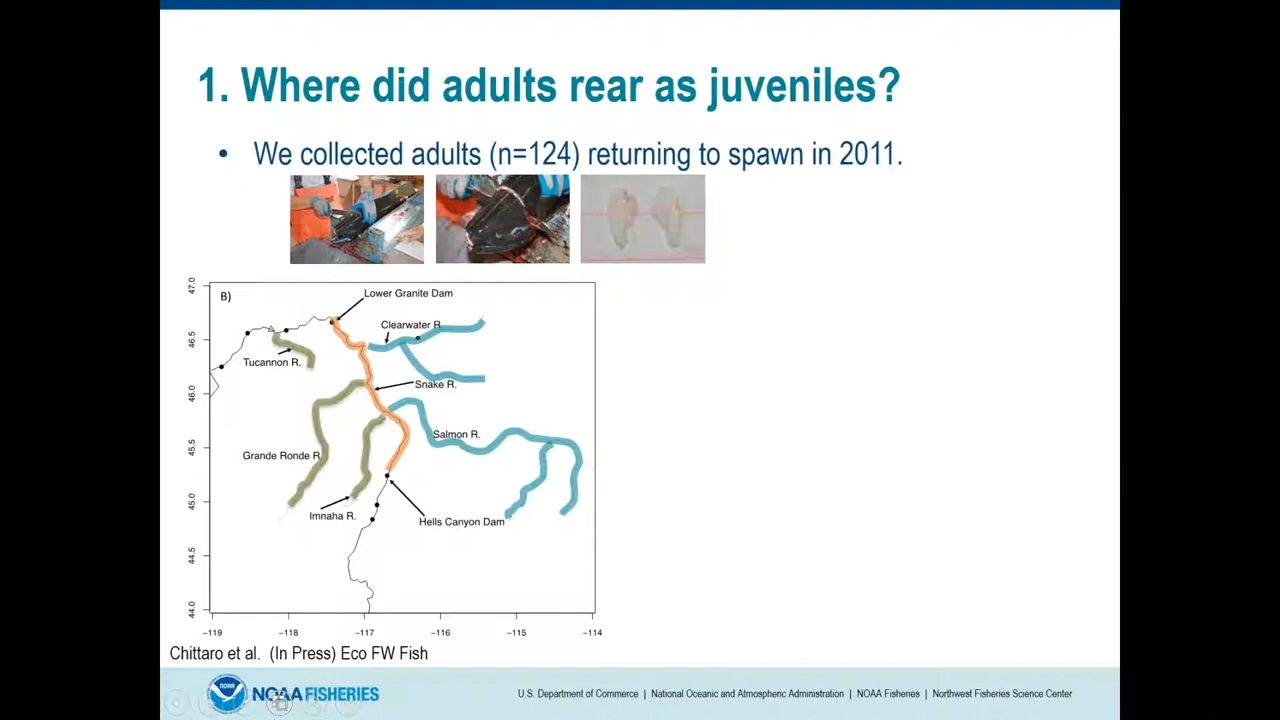 1. Where did adults rear as juveniles?
• We collected adults (n=124) returning to spawn in 2011.
B)
Lower Granite Dam
Clearwater R.
Tucannon R.
Snake R.
Salmon R.
Grande Ronde R.
Imnaha R.
Hells Canyon Dam
47.0
46.5
46.0
45.5
45.0
44.5
44.0
−119 −118 −117 −116 −115 −114
Chittaro et al. (In Press) Eco FW Fish
NOAA
NOAA FISHERIES
U.S. Department of Commerce | National Oceanic and Atmospheric Administration | NOAA Fisheries | Northwest Fisheries Science Center